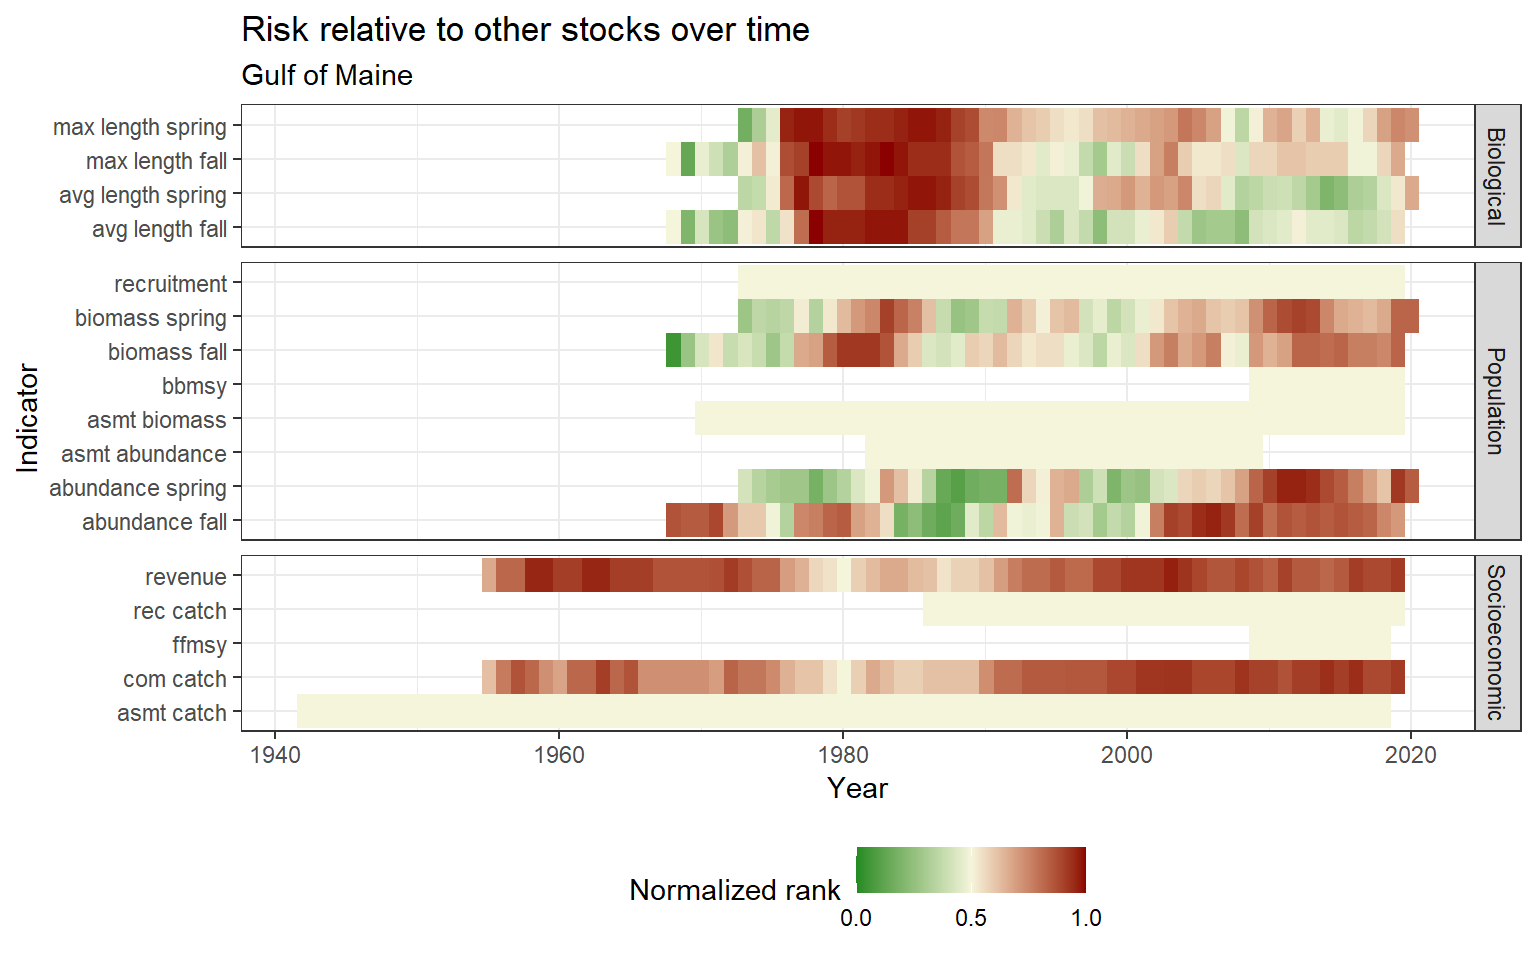 Risk relative to other stocks over time
Gulf of Maine
Indicator
max length spring
max length fall
avg length spring
avg length fall
Biological
recruitment
biomass spring
biomass fall
bbmsy
asmt biomass
asmt abundance
abundance spring
abundance fall
Population
revenue
rec catch
ffmsy
com catch
asmt catch
Socioeconomic
1940 1960 1980 2000 2020
Year
Normalized rank
0.0 0.5 1.0